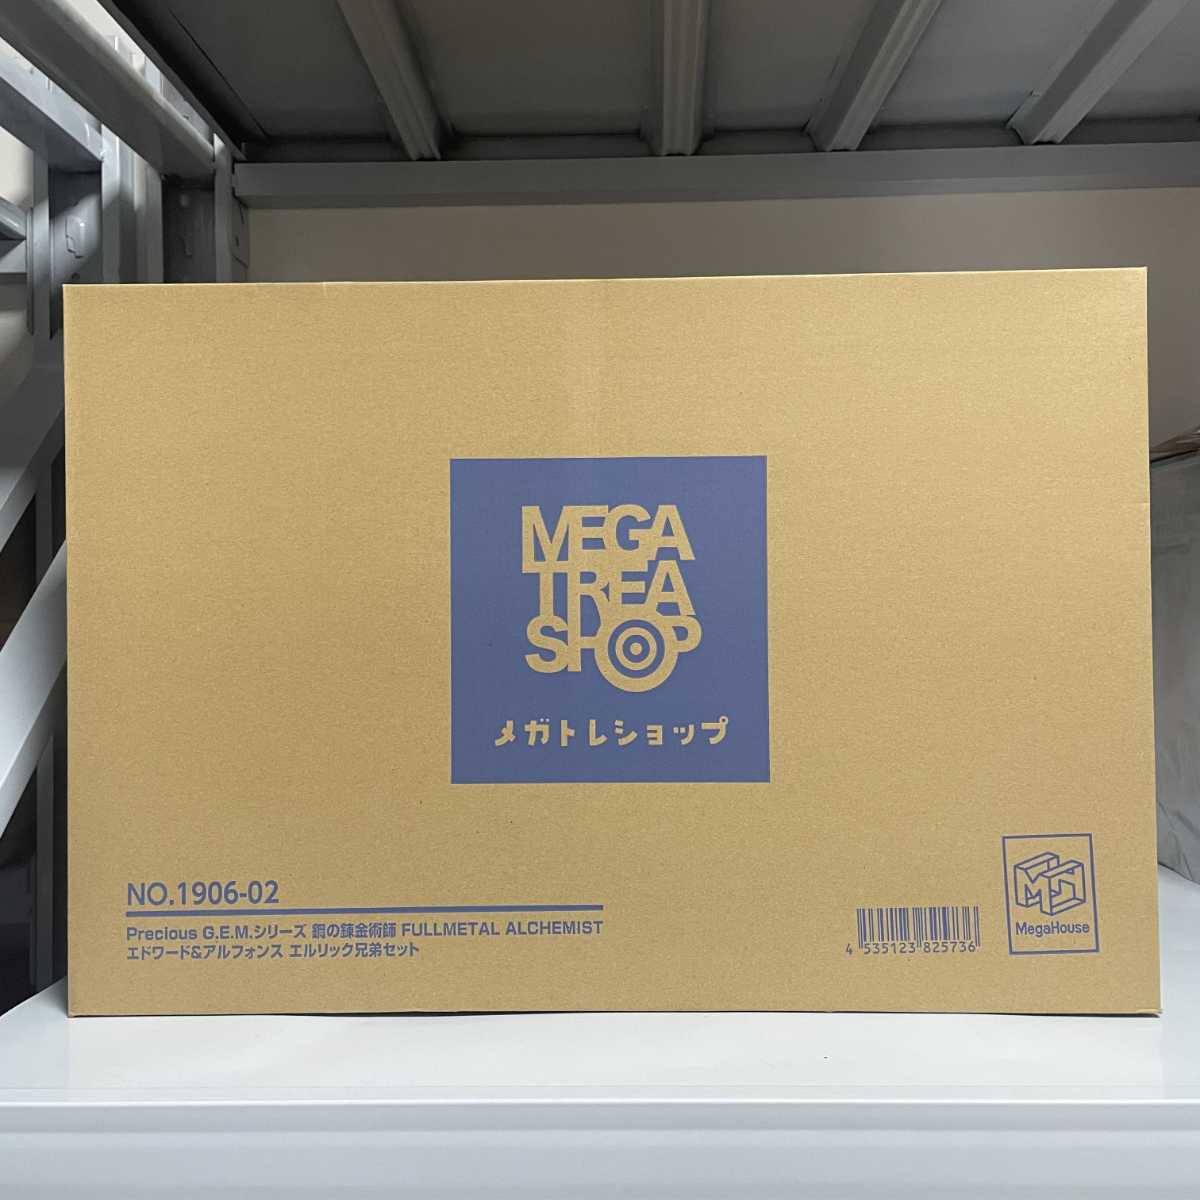 MEGA
TREA
SHOP
メガトレショップ
NO.1906-02
Precious G.E.M.シリーズ 鋼の錬金術師 FULLMETAL ALCHEMIST
エドワード&アルフォンス エルリック兄弟セット
4 535123 825736
MH
MegaHouse